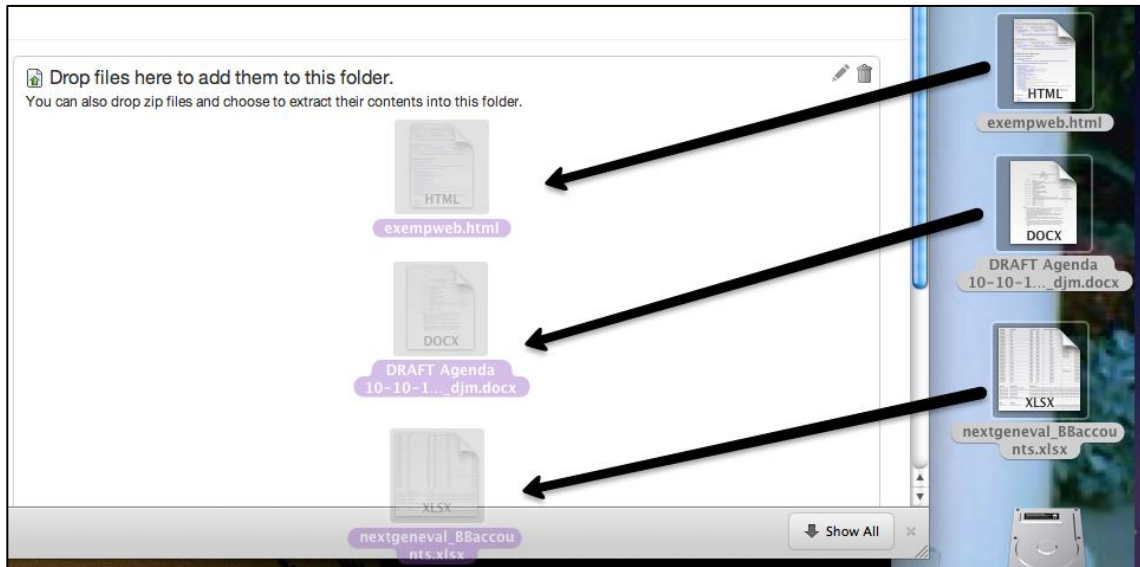 Drop files here to add them to this folder.
You can also drop zip files and choose to extract their contents into this folder.
HTML
exempweb.html
DOCX
DRAFT Agenda
10-10-1..._djm.docx
XLSX
nextgeneval_BBaccou
nts.xlsx
Show All
HTML
exempweb.html
DOCX
DRAFT Agenda
10-10-1..._djm.docx
XLSX
nextgeneval_BBaccou
nts.xlsx